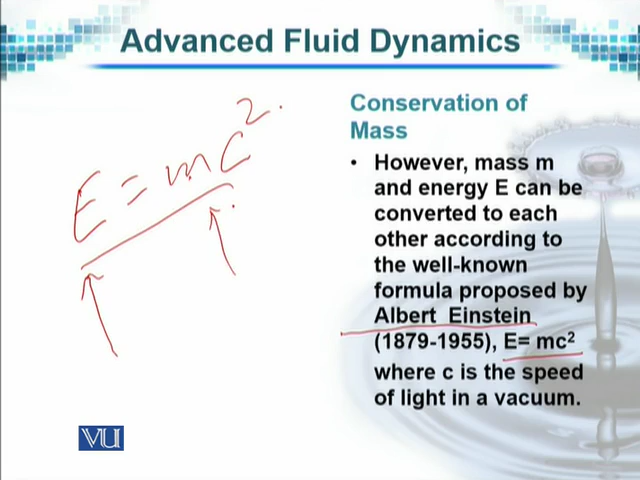 Advanced Fluid Dynamics
E = mc².
Conservation of
Mass
• However, mass m
and energy E can be
converted to each
other according to
the well-known
formula proposed by
Albert Einstein
(1879-1955), E= mc²
where c is the speed
of light in a vacuum.
VU